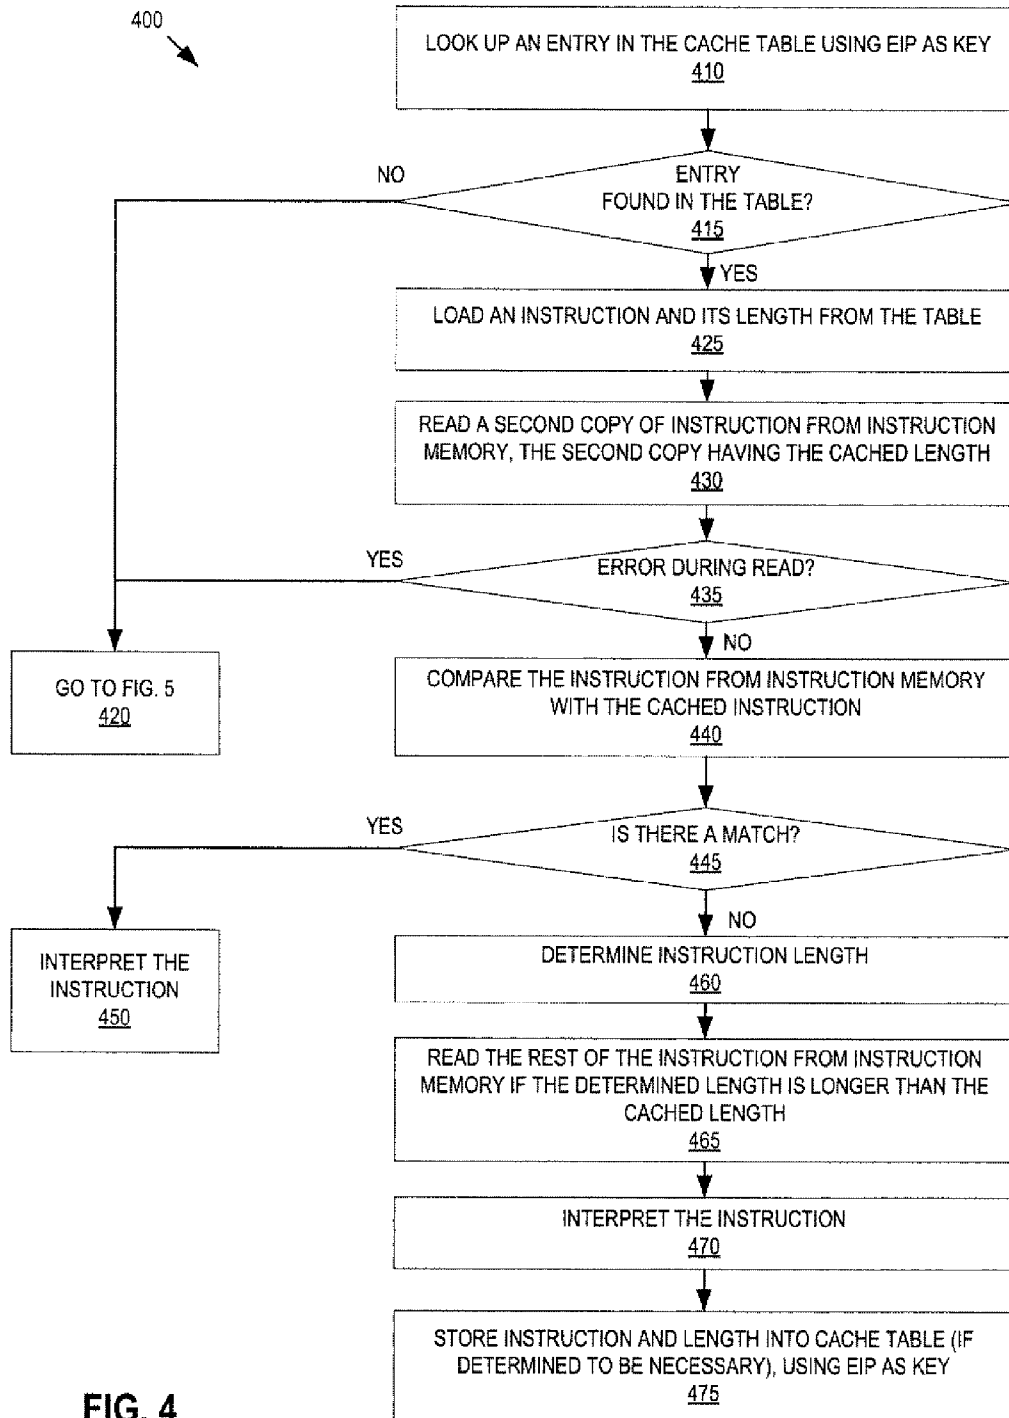 400
LOOK UP AN ENTRY IN THE CACHE TABLE USING EIP AS KEY
410
NO
ENTRY
FOUND IN THE TABLE?
415
YES
LOAD AN INSTRUCTION AND ITS LENGTH FROM THE TABLE
425
READ A SECOND COPY OF INSTRUCTION FROM INSTRUCTION
MEMORY, THE SECOND COPY HAVING THE CACHED LENGTH
430
YES
ERROR DURING READ?
435
NO
GO TO FIG. 5
420
COMPARE THE INSTRUCTION FROM INSTRUCTION MEMORY
WITH THE CACHED INSTRUCTION
440
YES
IS THERE A MATCH?
445
NO
INTERPRET THE
INSTRUCTION
450
DETERMINE INSTRUCTION LENGTH
460
READ THE REST OF THE INSTRUCTION FROM INSTRUCTION
MEMORY IF THE DETERMINED LENGTH IS LONGER THAN THE
CACHED LENGTH
465
INTERPRET THE INSTRUCTION
470
STORE INSTRUCTION AND LENGTH INTO CACHE TABLE (IF
DETERMINED TO BE NECESSARY), USING EIP AS KEY
475
FIG. 4